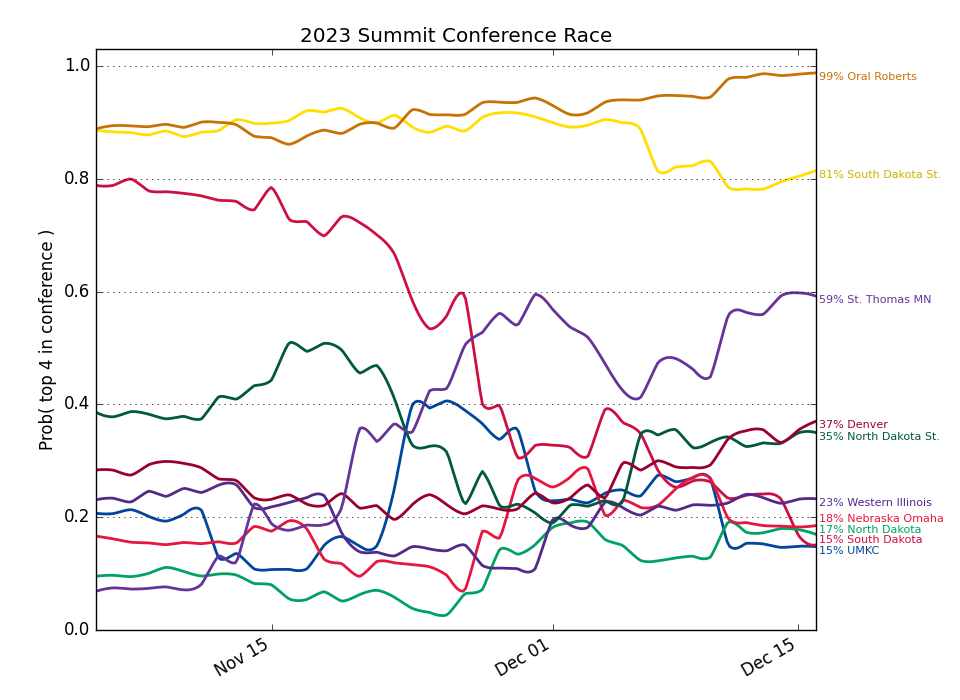 2023 Summit Conference Race
Prob( top 4 in conference )
1.0
0.8
0.6
0.4
0.2
0.0
Nov 15
Dec 01
Dec 15
99% Oral Roberts
81% South Dakota St.
59% St. Thomas MN
37% Denver
35% North Dakota St.
23% Western Illinois
18% Nebraska Omaha
17% North Dakota
15% South Dakota
15% UMKC